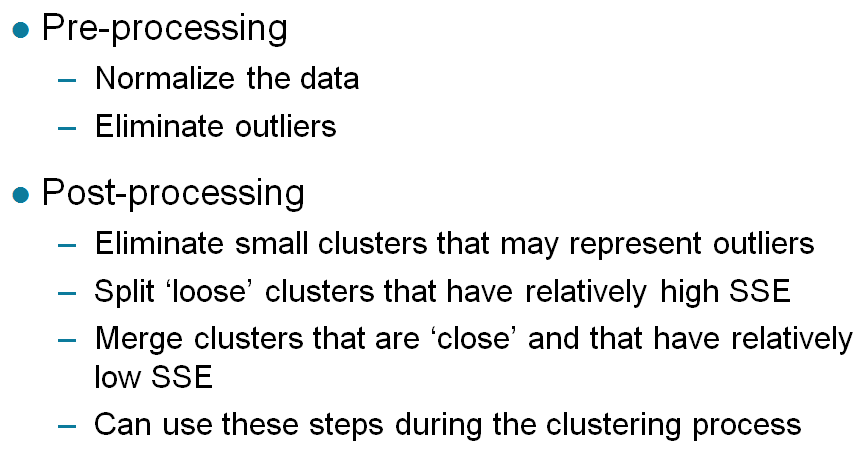 ● Pre-processing
– Normalize the data
– Eliminate outliers
● Post-processing
– Eliminate small clusters that may represent outliers
– Split ‘loose’ clusters that have relatively high SSE
– Merge clusters that are ‘close’ and that have relatively
low SSE
– Can use these steps during the clustering process